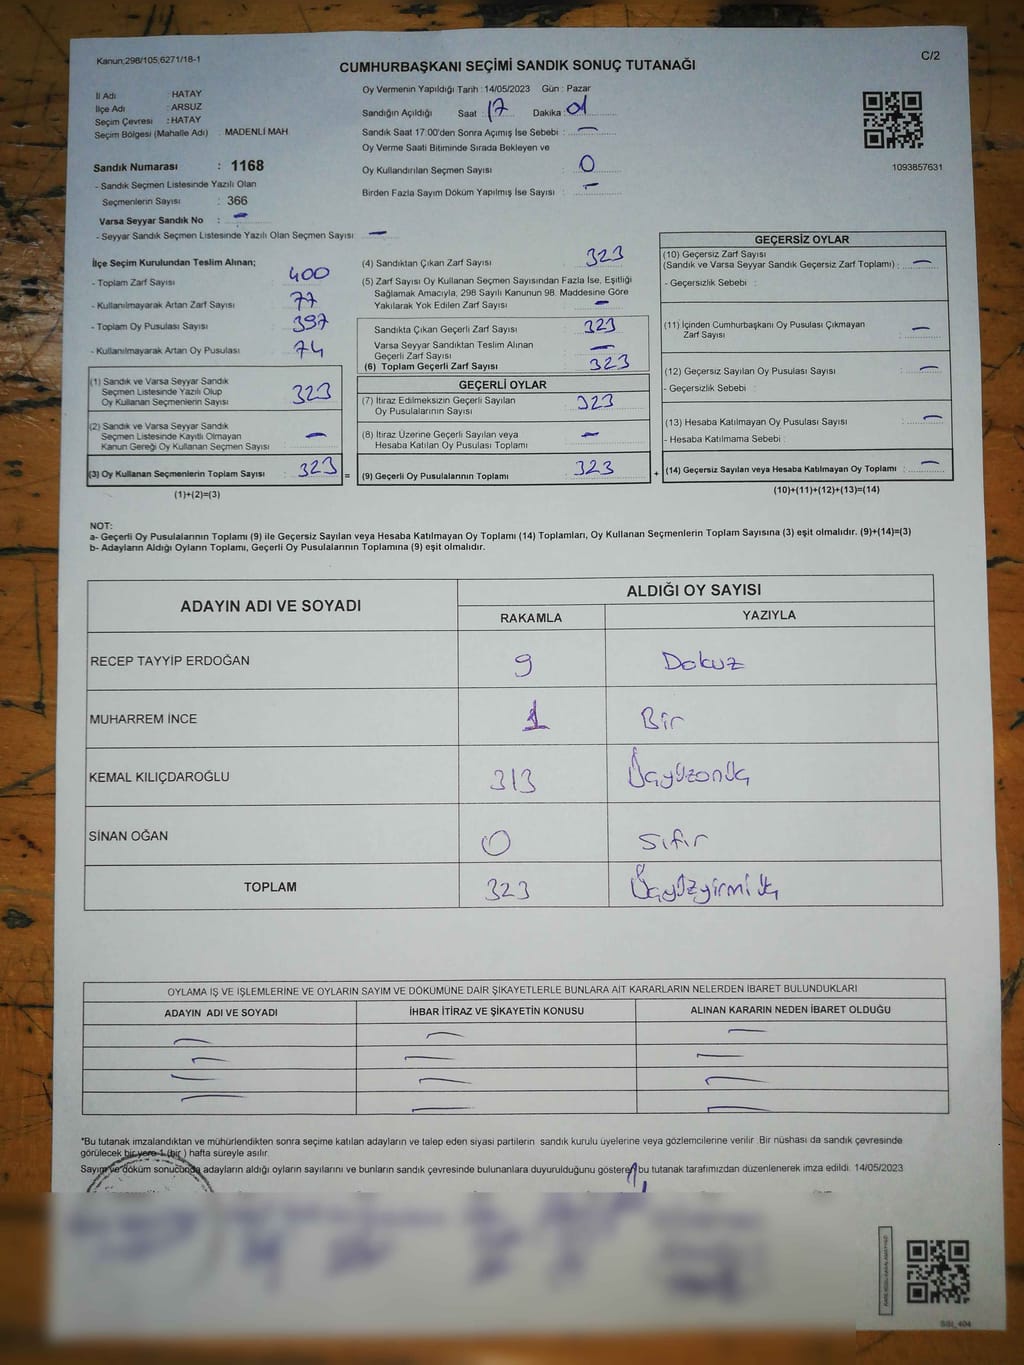 Kanun;298/105,6271/18-1
C/2
CUMHURBAŞKANI SEÇİMİ SANDIK SONUÇ TUTANAĞI
İl Adı : HATAY
İlçe Adı : ARSUZ
Seçim Çevresi : HATAY
Seçim Bölgesi (Mahalle Adı) : MADENLİ MAH.
Sandık Numarası : 1168
- Sandık Seçmen Listesinde Yazılı Olan
Seçmenlerin Sayısı : 366
Varsa Seyyar Sandık No : —
- Seyyar Sandık Seçmen Listesinde Yazılı Olan Seçmen Sayısı : —
Oy Vermenin Yapıldığı Tarih : 14/05/2023 Gün : Pazar
Sandığın Açıldığı Saat : 17 Dakika : 01
Sandık Saat 17:00'den Sonra Açımış İse Sebebi : —
Oy Verme Saati Bitiminde Sırada Bekleyen ve
Oy Kullandırılan Seçmen Sayısı : 0
Birden Fazla Sayım Döküm Yapılmış İse Sayısı : —
1093857631
İlçe Seçim Kurulundan Teslim Alınan;
- Toplam Zarf Sayısı : 400
- Kullanılmayarak Artan Zarf Sayısı : 77
- Toplam Oy Pusulası Sayısı : 397
- Kullanılmayarak Artan Oy Pusulası : 74
(1) Sandık ve Varsa Seyyar Sandık
Seçmen Listesinde Yazılı Olup
Oy Kullanan Seçmenlerin Sayısı : 323
(2) Sandık ve Varsa Seyyar Sandık
Seçmen Listesinde Kayıtlı Olmayan
Kanun Gereği Oy Kullanan Seçmen Sayısı : —
(3) Oy Kullanan Seçmenlerin Toplam Sayısı : 323 =
(1)+(2)=(3)
(4) Sandıktan Çıkan Zarf Sayısı : 323
(5) Zarf Sayısı Oy Kullanan Seçmen Sayısından Fazla İse, Eşitliği
Sağlamak Amacıyla; 298 Sayılı Kanunun 98. Maddesine Göre
Yakılarak Yok Edilen Zarf Sayısı : —
Sandıkta Çıkan Geçerli Zarf Sayısı : 323
Varsa Seyyar Sandıktan Teslim Alınan
Geçerli Zarf Sayısı : —
(6) Toplam Geçerli Zarf Sayısı : 323
GEÇERLİ OYLAR
(7) İtiraz Edilmeksizin Geçerli Sayılan
Oy Pusulalarının Sayısı : 323
(8) İtiraz Üzerine Geçerli Sayılan veya
Hesaba Katılan Oy Pusulası Toplamı : —
(9) Geçerli Oy Pusulalarının Toplamı : 323 +
GEÇERSİZ OYLAR
(10) Geçersiz Zarf Sayısı
(Sandık ve Varsa Seyyar Sandık Geçersiz Zarf Toplamı) : —
- Geçersizlik Sebebi :
(11) İçinden Cumhurbaşkanı Oy Pusulası Çıkmayan
Zarf Sayısı : —
(12) Geçersiz Sayılan Oy Pusulası Sayısı : —
- Geçersizlik Sebebi :
(13) Hesaba Katılmayan Oy Pusulası Sayısı : —
- Hesaba Katılmama Sebebi :
(14) Geçersiz Sayılan veya Hesaba Katılmayan Oy Toplamı : —
(10)+(11)+(12)+(13)=(14)
NOT:
a- Geçerli Oy Pusulalarının Toplamı (9) ile Geçersiz Sayılan veya Hesaba Katılmayan Oy Toplamı (14) Toplamları, Oy Kullanan Seçmenlerin Toplam Sayısına (3) eşit olmalıdır. (9)+(14)=(3)
b- Adayların Aldığı Oyların Toplamı, Geçerli Oy Pusulalarının Toplamına (9) eşit olmalıdır.
ADAYIN ADI VE SOYADI
ALDIĞI OY SAYISI
RAKAMLA YAZIYLA
RECEP TAYYİP ERDOĞAN 9 Dokuz
MUHARREM İNCE 1 Bir
KEMAL KILIÇDAROĞLU 313 Üçyüzonüç
SİNAN OĞAN 0 Sıfır
TOPLAM 323 Üçyüzyirmiüç
OYLAMA İŞ VE İŞLEMLERİNE VE OYLARIN SAYIM VE DÖKÜMÜNE DAİR ŞİKAYETLERLE BUNLARA AİT KARARLARIN NELERDEN İBARET BULUNDUKLARI
ADAYIN ADI VE SOYADI İHBAR İTİRAZ VE ŞİKAYETİN KONUSU ALINAN KARARIN NEDEN İBARET OLDUĞU
— — —
— — —
— — —
— — —
*Bu tutanak imzalandıktan ve mühürlendikten sonra seçime katılan adayların ve talep eden siyasi partilerin sandık kurulu üyelerine veya gözlemcilerine verilir. Bir nüshası da sandık çevresinde
görülecek bir yere 1 (bir ) hafta süreyle asılır.
Sayım ve döküm sonucunda adayların aldığı oyların sayılarını ve bunların sandık çevresinde bulunanlara duyurulduğunu gösteren bu tutanak tarafımızdan düzenlenerek imza edildi. 14/05/2023